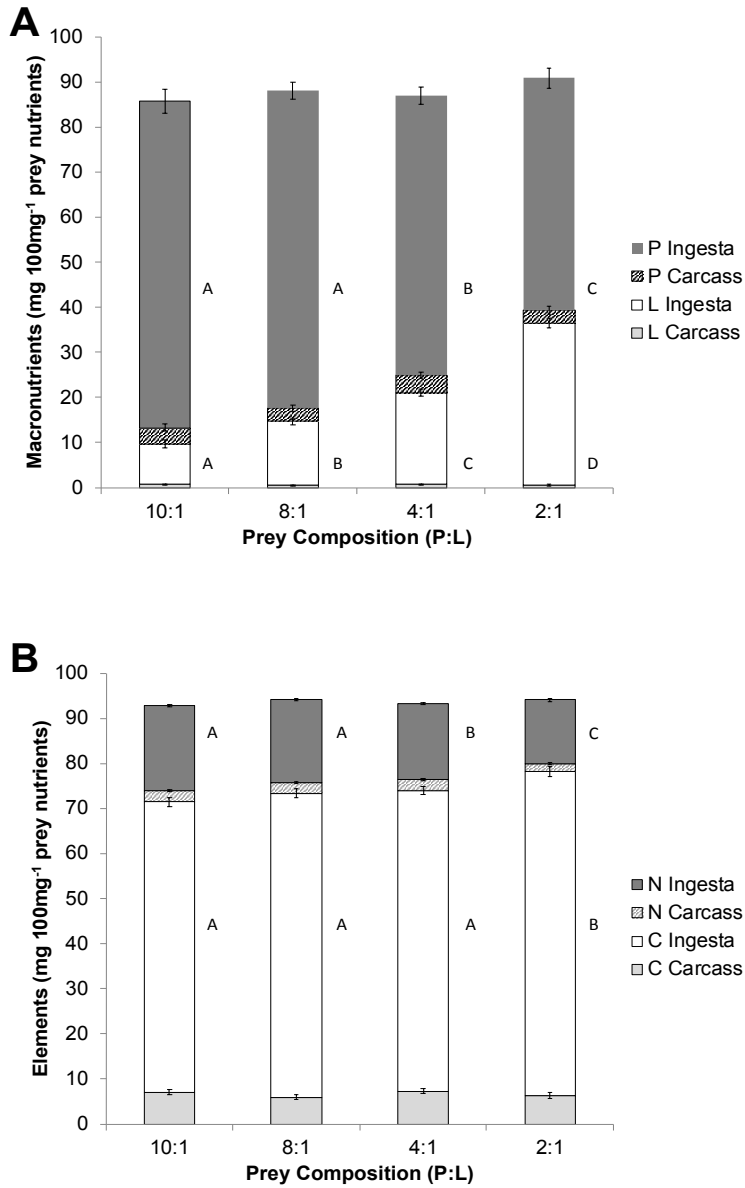 A
100
90
80
70
60
50
40
30
20
10
0
Macronutrients (mg 100mg-1 prey nutrients)
A A B C
A B C D
10:1 8:1 4:1 2:1
Prey Composition (P:L)
P Ingesta
P Carcass
L Ingesta
L Carcass
B
100
90
80
70
60
50
40
30
20
10
0
Elements (mg 100mg-1 prey nutrients)
A A B C
A A A B
10:1 8:1 4:1 2:1
Prey Composition (P:L)
N Ingesta
N Carcass
C Ingesta
C Carcass